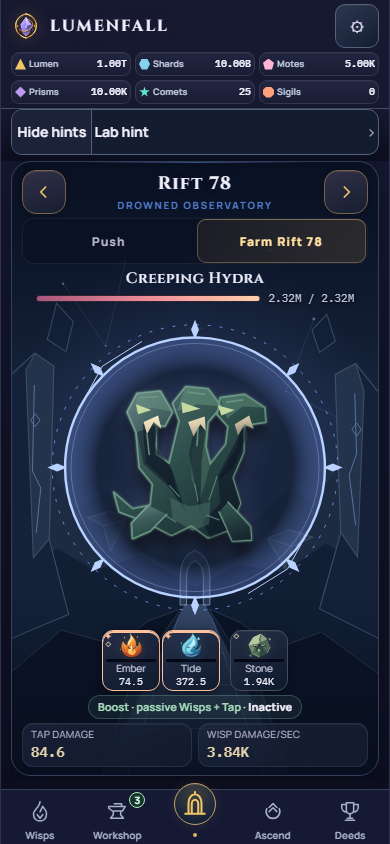 LUMENFALL
Lumen 1.00T
Shards 10.00B
Motes 5.00K
Prisms 10.00K
Comets 25
Sigils 0
Hide hints Lab hint
Rift 78
DROWNED OBSERVATORY
Push Farm Rift 78
Creeping Hydra
2.32M / 2.32M
Ember Tide Stone
74.5 372.5 1.94K
Boost · passive Wisps + Tap · Inactive
TAP DAMAGE WISP DAMAGE/SEC
84.6 3.84K
3
Wisps Workshop Ascend Deeds